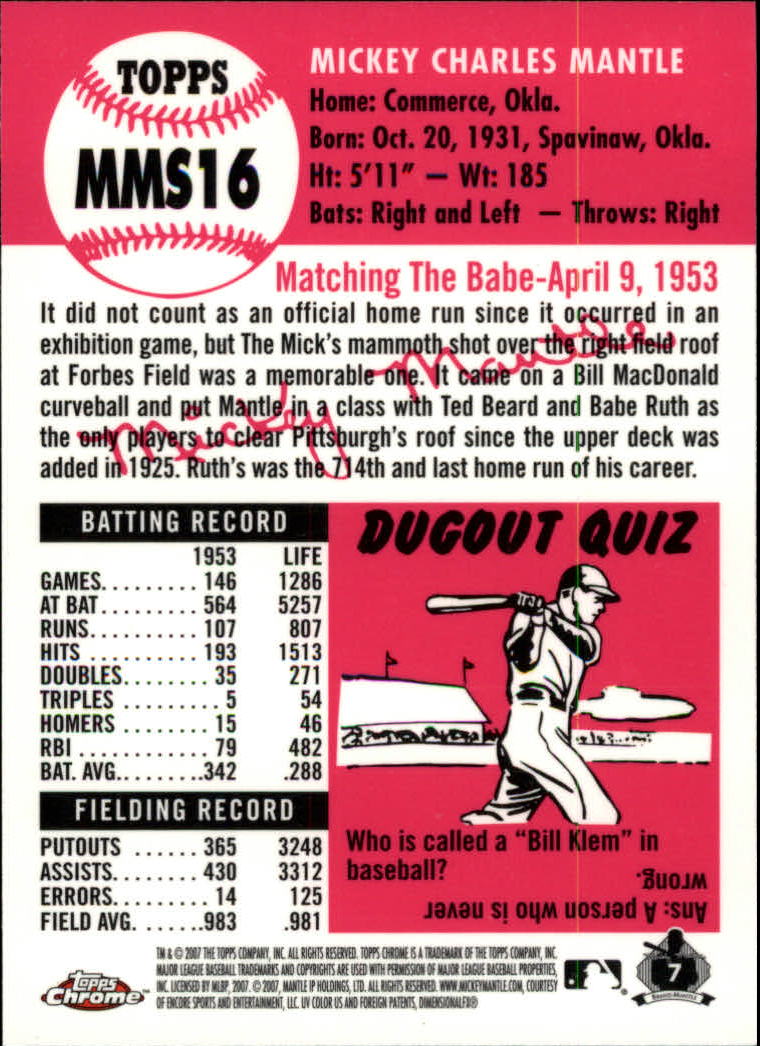 TOPPS
MMS16
MICKEY CHARLES MANTLE
Home: Commerce, Okla.
Born: Oct. 20, 1931, Spavinaw, Okla.
Ht: 5'11" — Wt: 185
Bats: Right and Left — Throws: Right
Matching The Babe-April 9, 1953
It did not count as an official home run since it occurred in an
exhibition game, but The Mick's mammoth shot over the right field roof
at Forbes Field was a memorable one. It came on a Bill MacDonald
curveball and put Mantle in a class with Ted Beard and Babe Ruth as
the only players to clear Pittsburgh's roof since the upper deck was
added in 1925. Ruth's was the 714th and last home run of his career.
Mickey Mantle
BATTING RECORD
1953 LIFE
GAMES.......... 146 1286
AT BAT.......... 564 5257
RUNS........... 107 807
HITS .......... 193 1513
DOUBLES......... 35 271
TRIPLES .......... 5 54
HOMERS ......... 15 46
RBI .............. 79 482
BAT. AVG.........342 .288
FIELDING RECORD
PUTOUTS ...... 365 3248
ASSISTS........ 430 3312
ERRORS......... 14 125
FIELD AVG. .......983 .981
DUGOUT QUIZ
Who is called a "Bill Klem" in
baseball?
Ans: A person who is never
wrong.
Topps
Chrome™
TM & © 2007 THE TOPPS COMPANY, INC. ALL RIGHTS RESERVED. TOPPS CHROME IS A TRADEMARK OF THE TOPPS COMPANY, INC.
MAJOR LEAGUE BASEBALL TRADEMARKS AND COPYRIGHTS ARE USED WITH PERMISSION OF MAJOR LEAGUE BASEBALL PROPERTIES,
INC. LICENSED BY MLBP, 2007. © 2007, MANTLE IP HOLDINGS, LTD. ALL RIGHTS RESERVED. WWW.MICKEYMANTLE.COM, COURTESY
OF ENCORE SPORTS AND ENTERTAINMENT, LLC. UV COLOR US AND FOREIGN PATENTS, DIMENSIONALFX®
7